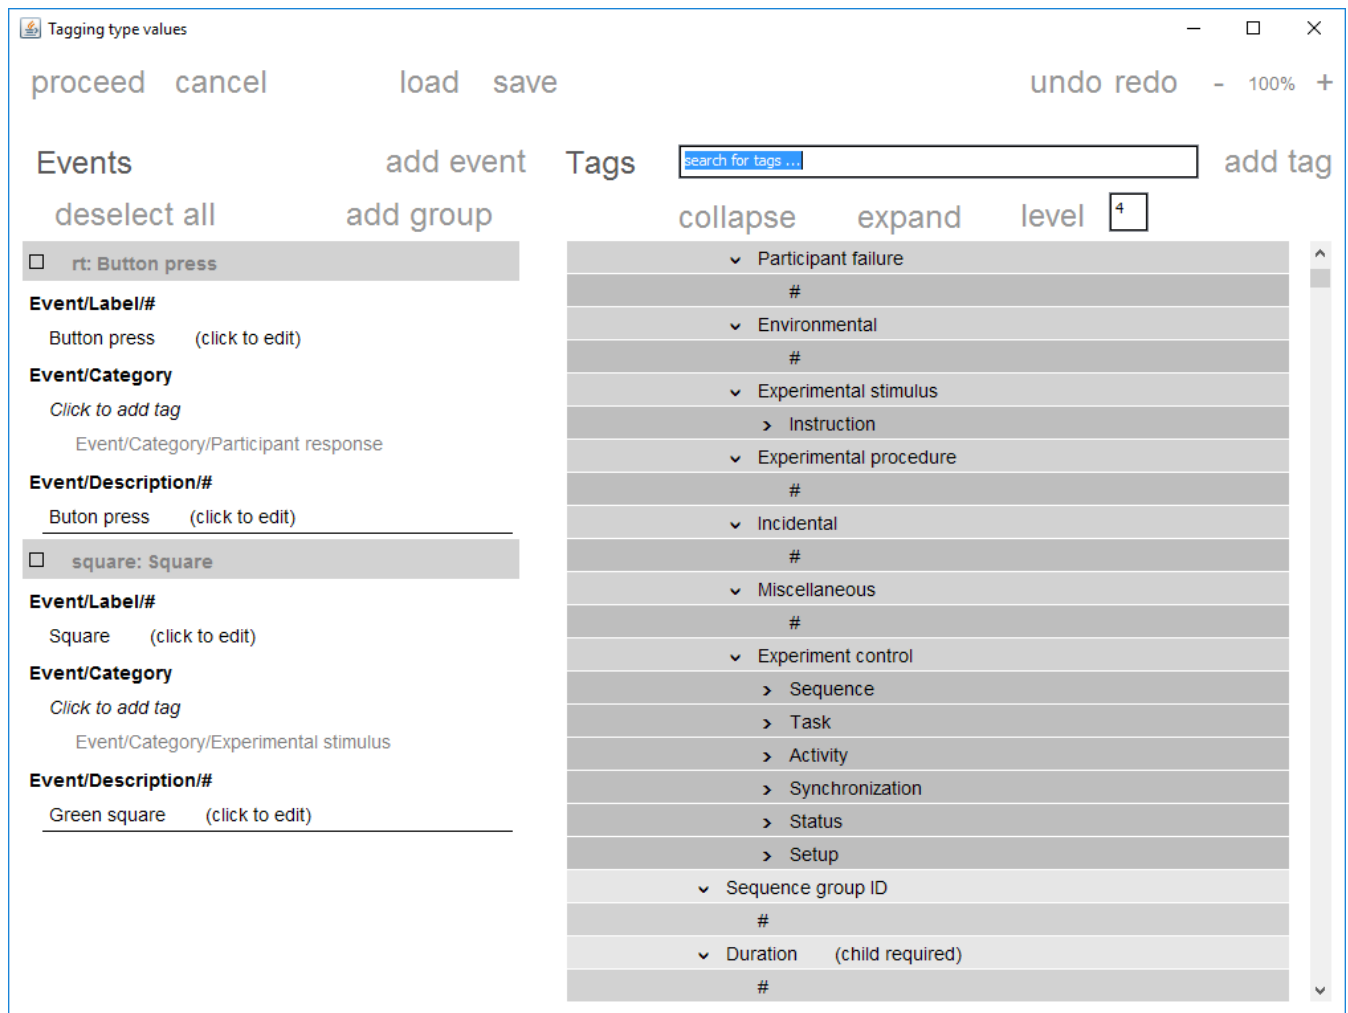 Tagging type values
proceed cancel load save undo redo - 100% +
Events add event Tags search for tags ... add tag
deselect all add group collapse expand level 4
rt: Button press
Event/Label/#
Button press (click to edit)
Event/Category
Click to add tag
Event/Category/Participant response
Event/Description/#
Buton press (click to edit)
square: Square
Event/Label/#
Square (click to edit)
Event/Category
Click to add tag
Event/Category/Experimental stimulus
Event/Description/#
Green square (click to edit)
Participant failure
#
Environmental
#
Experimental stimulus
Instruction
Experimental procedure
#
Incidental
#
Miscellaneous
#
Experiment control
Sequence
Task
Activity
Synchronization
Status
Setup
Sequence group ID
#
Duration (child required)
#